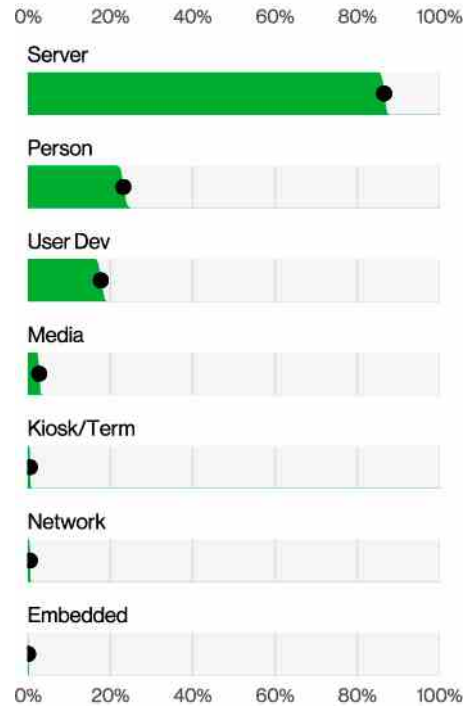 0% 20% 40% 60% 80% 100%
Server
Person
User Dev
Media
Kiosk/Term
Network
Embedded
0% 20% 40% 60% 80% 100%